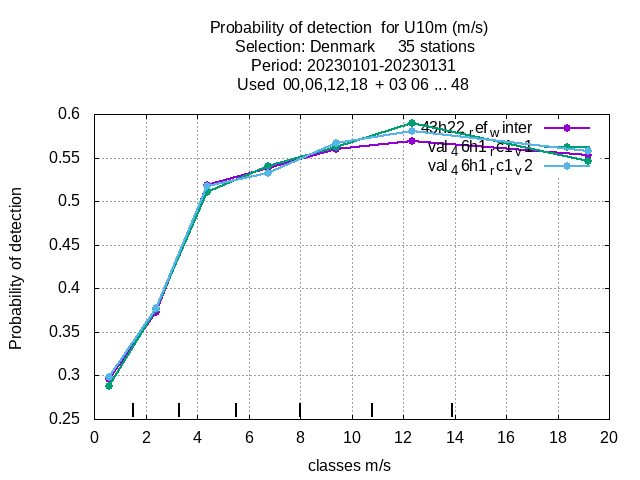 Probability of detection  for U10m (m/s)
Selection: Denmark     35 stations
Period: 20230101-20230131
Used  00,06,12,18  + 03 06 ... 48
43h22_ref_winter
val_46h1_rc1_v1
val_46h1_rc1_v2
0.6
0.55
0.5
0.45
0.4
0.35
0.3
0.25
Probability of detection
0 2 4 6 8 10 12 14 16 18 20
classes m/s